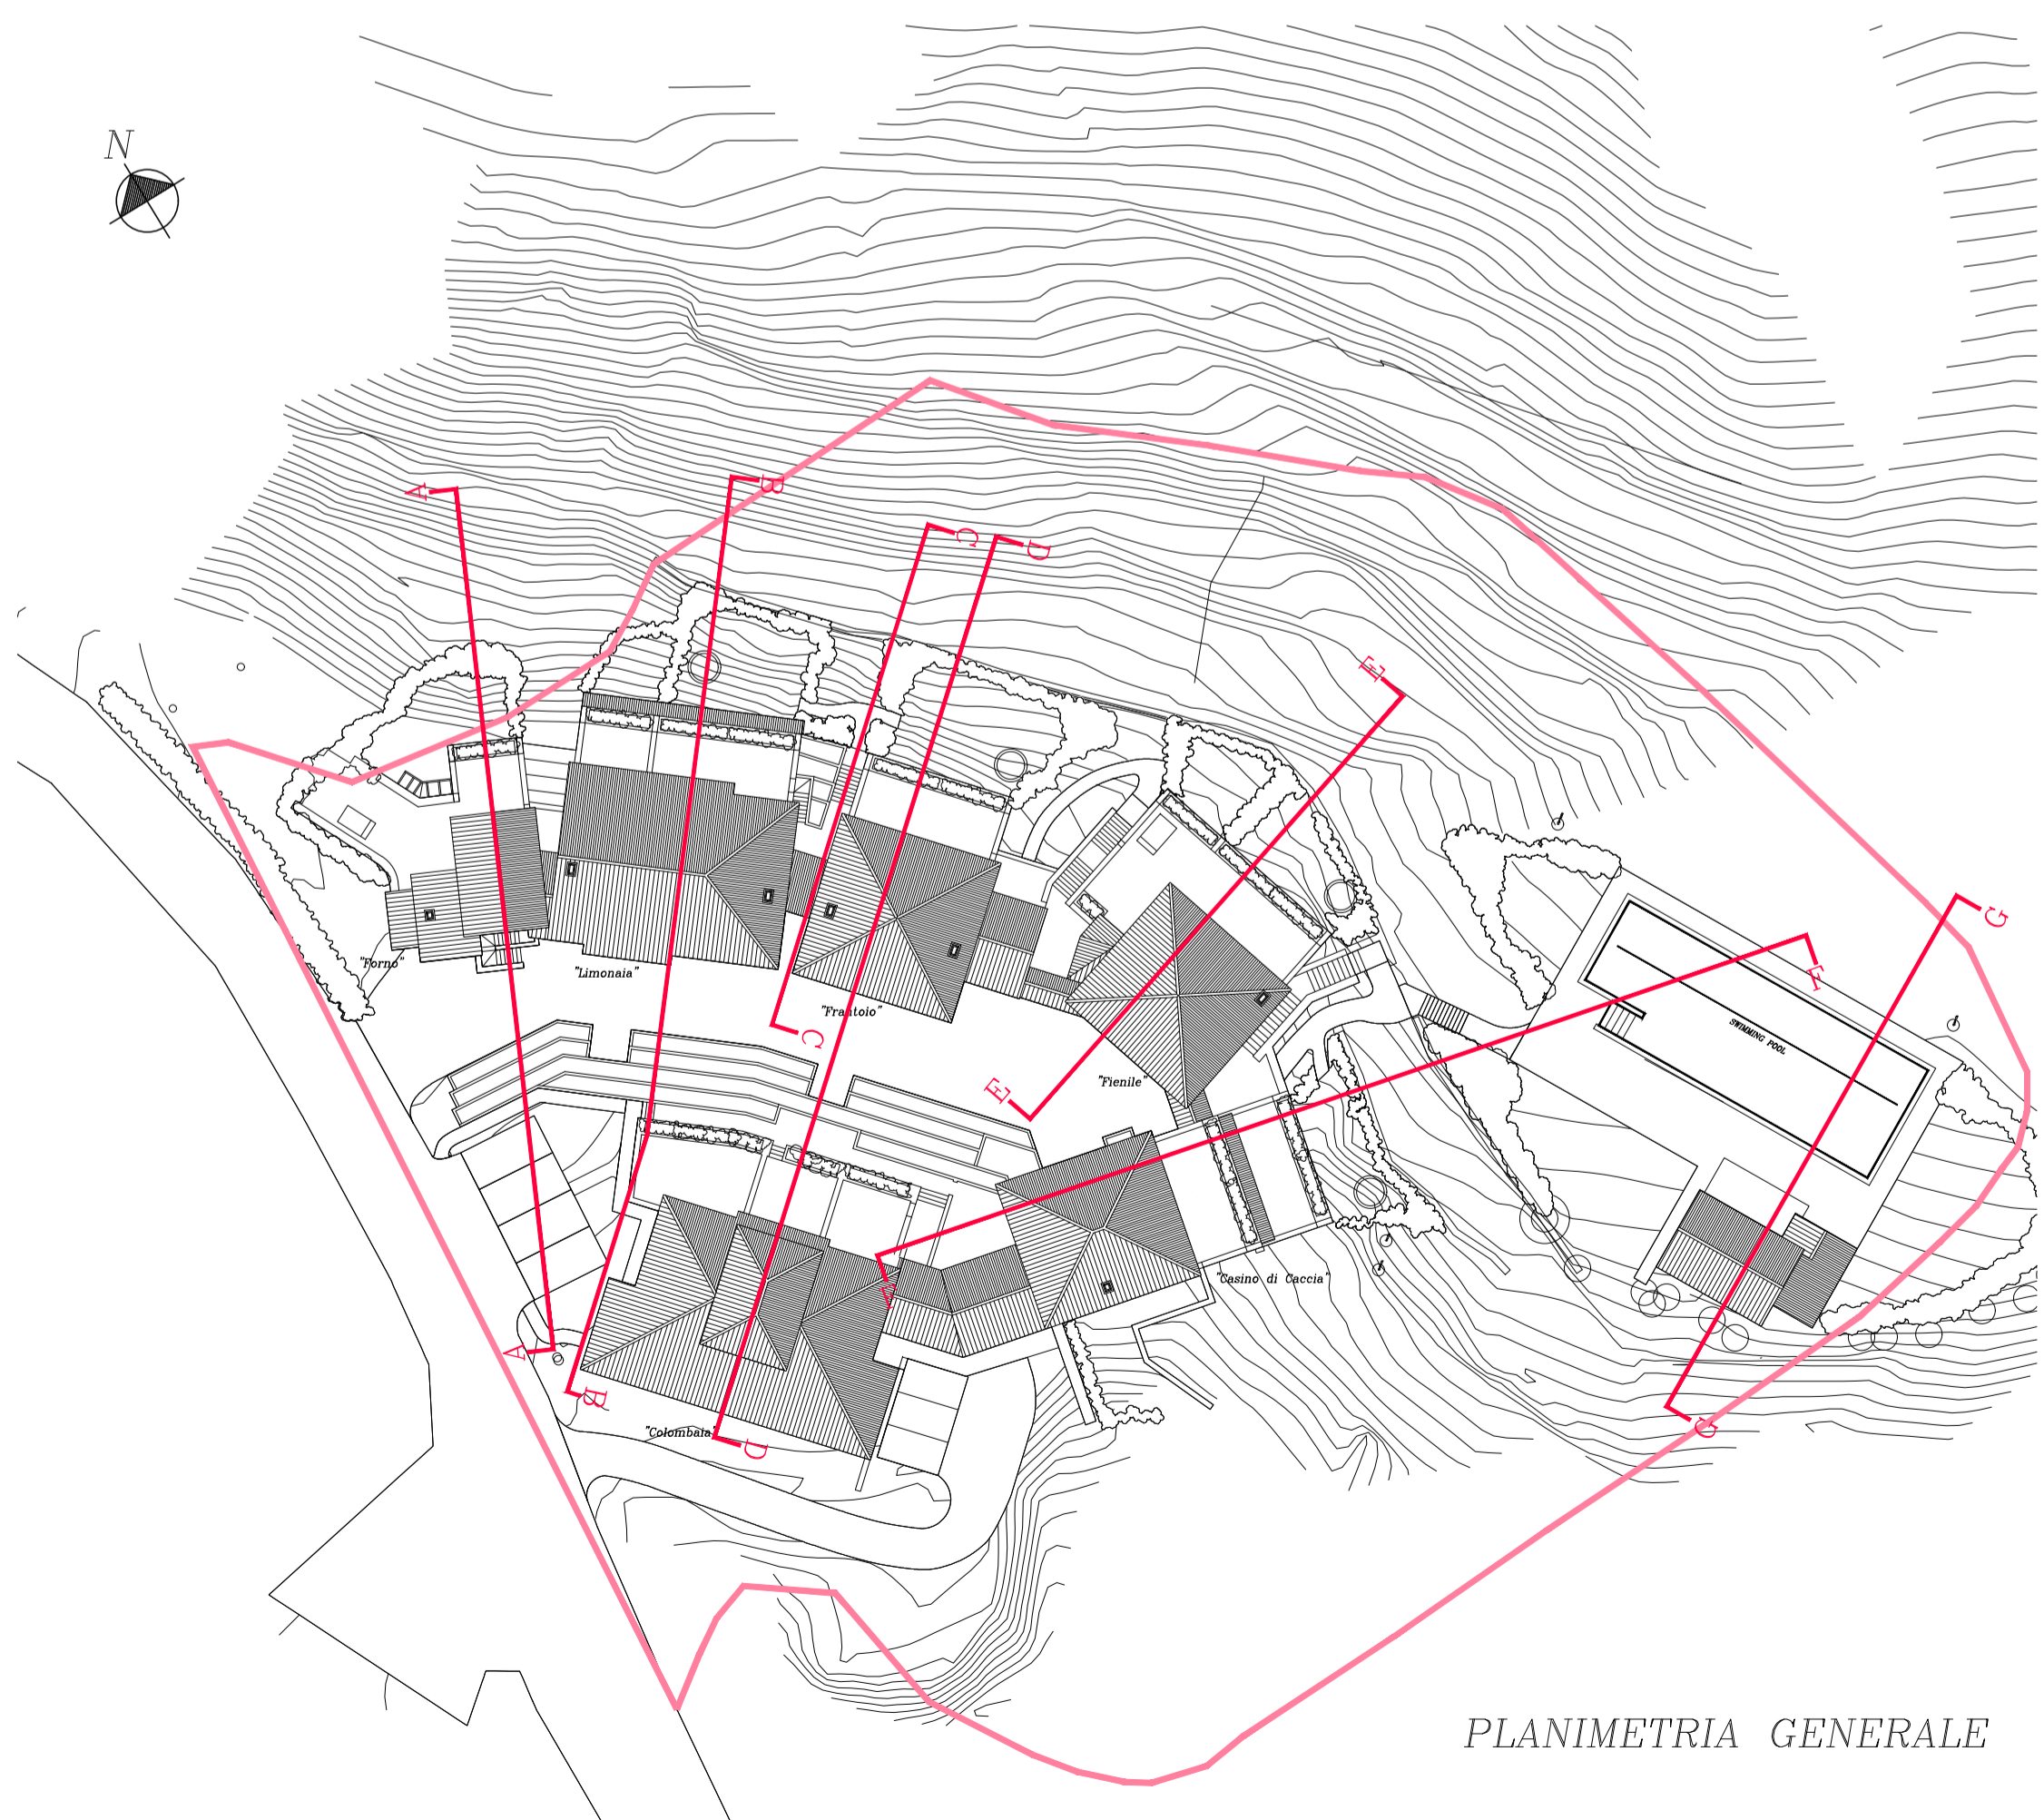 N
A
B
C
D
E
G
F
"Forno"
"Limonaia"
"Frantoio"
SWIMMING POOL
C
"Fienile"
E
"Casino di Caccia"
F
A
B
"Colombaia"
D
G
PLANIMETRIA GENERALE